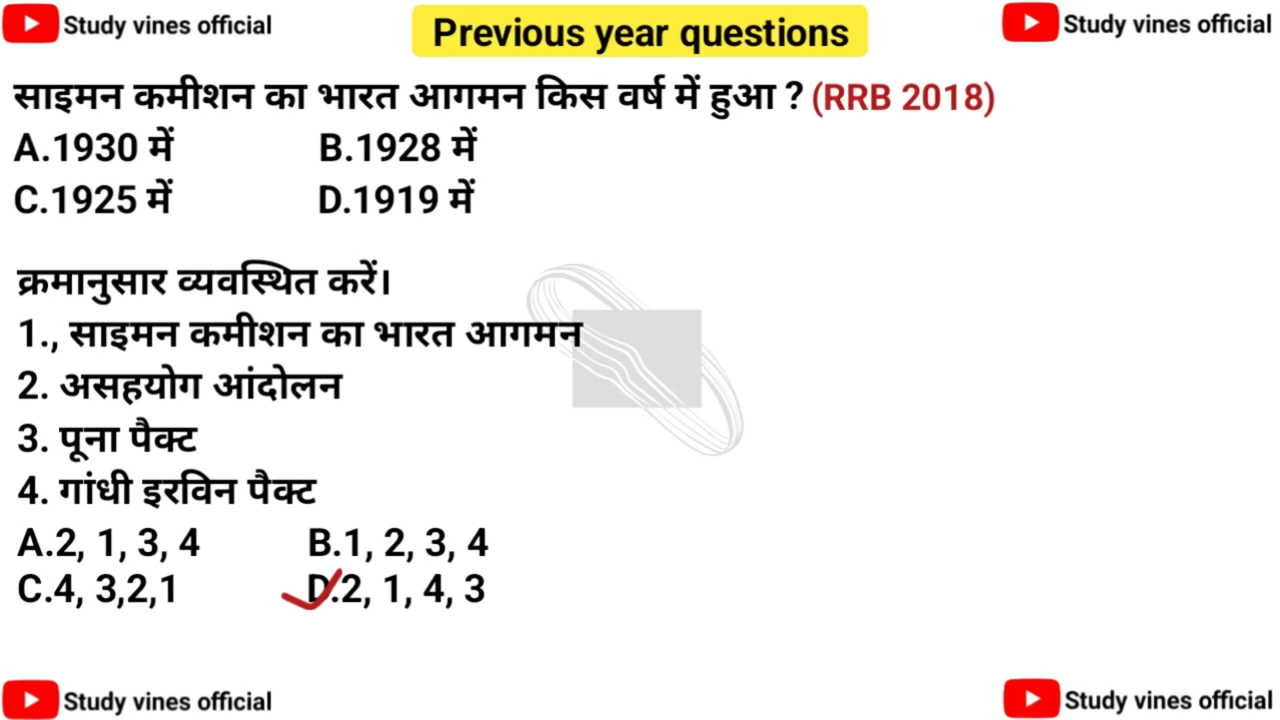 Study vines official
Previous year questions
Study vines official
साइमन कमीशन का भारत आगमन किस वर्ष में हुआ ? (RRB 2018)
A.1930 में B.1928 में
C.1925 में D.1919 में
क्रमानुसार व्यवस्थित करें।
1., साइमन कमीशन का भारत आगमन
2. असहयोग आंदोलन
3. पूना पैक्ट
4. गांधी इरविन पैक्ट
A.2, 1, 3, 4 B.1, 2, 3, 4
C.4, 3,2,1 D.2, 1, 4, 3
Study vines official
Study vines official